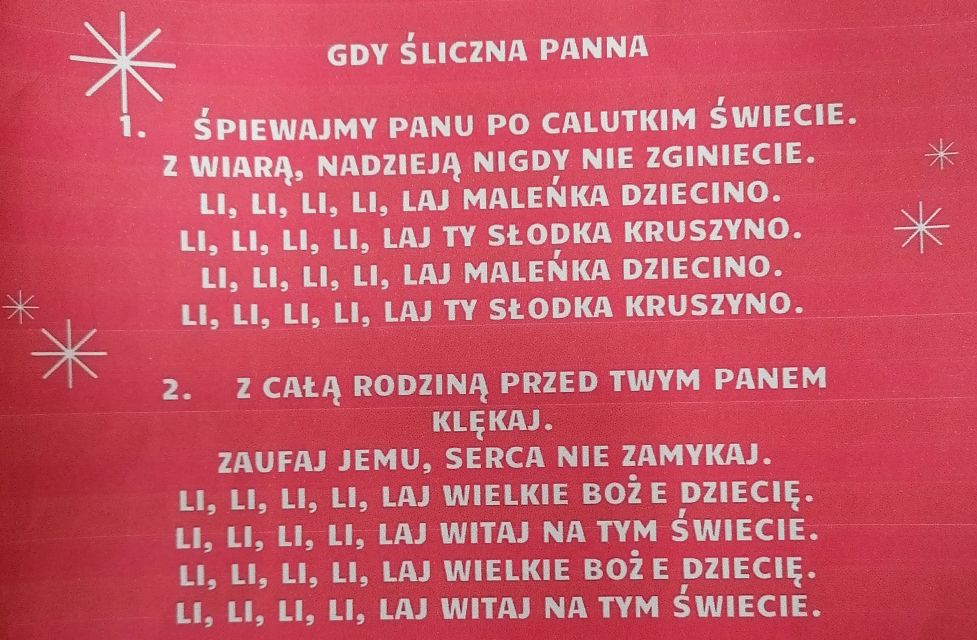 GDY ŚLICZNA PANNA
1. ŚPIEWAJMY PANU PO CALUTKIM ŚWIECIE.
Z WIARĄ, NADZIEJĄ NIGDY NIE ZGINIECIE.
LI, LI, LI, LI, LAJ MALEŃKA DZIECINO.
LI, LI, LI, LI, LAJ TY SŁODKA KRUSZYNO.
LI, LI, LI, LI, LAJ MALEŃKA DZIECINO.
LI, LI, LI, LI, LAJ TY SŁODKA KRUSZYNO.
2. Z CAŁĄ RODZINĄ PRZED TWYM PANEM
KLĘKAJ.
ZAUFAJ JEMU, SERCA NIE ZAMYKAJ.
LI, LI, LI, LI, LAJ WIELKIE BOŻE DZIECIĘ.
LI, LI, LI, LI, LAJ WITAJ NA TYM ŚWIECIE.
LI, LI, LI, LI, LAJ WIELKIE BOŻE DZIECIĘ.
LI, LI, LI, LI, LAJ WITAJ NA TYM ŚWIECIE.